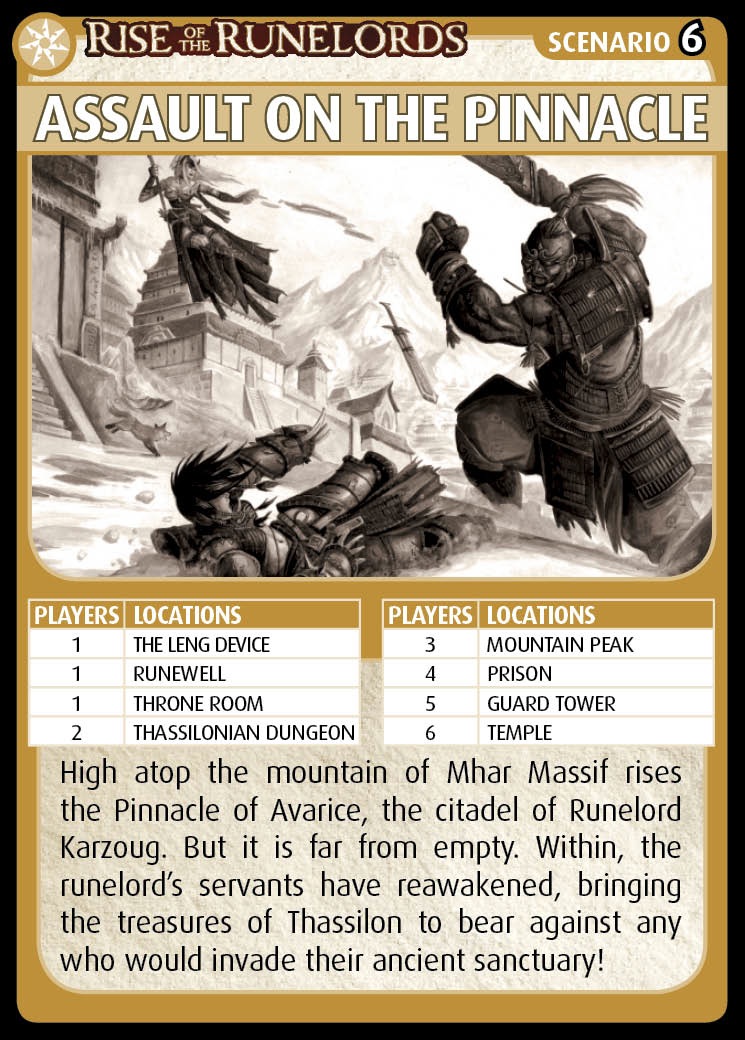 RISE OF THE RUNELORDS
SCENARIO 6
ASSAULT ON THE PINNACLE
PLAYERS LOCATIONS
1 THE LENG DEVICE
1 RUNEWELL
1 THRONE ROOM
2 THASSILONIAN DUNGEON
PLAYERS LOCATIONS
3 MOUNTAIN PEAK
4 PRISON
5 GUARD TOWER
6 TEMPLE
High atop the mountain of Mhar Massif rises
the Pinnacle of Avarice, the citadel of Runelord
Karzoug. But it is far from empty. Within, the
runelord's servants have reawakened, bringing
the treasures of Thassilon to bear against any
who would invade their ancient sanctuary!